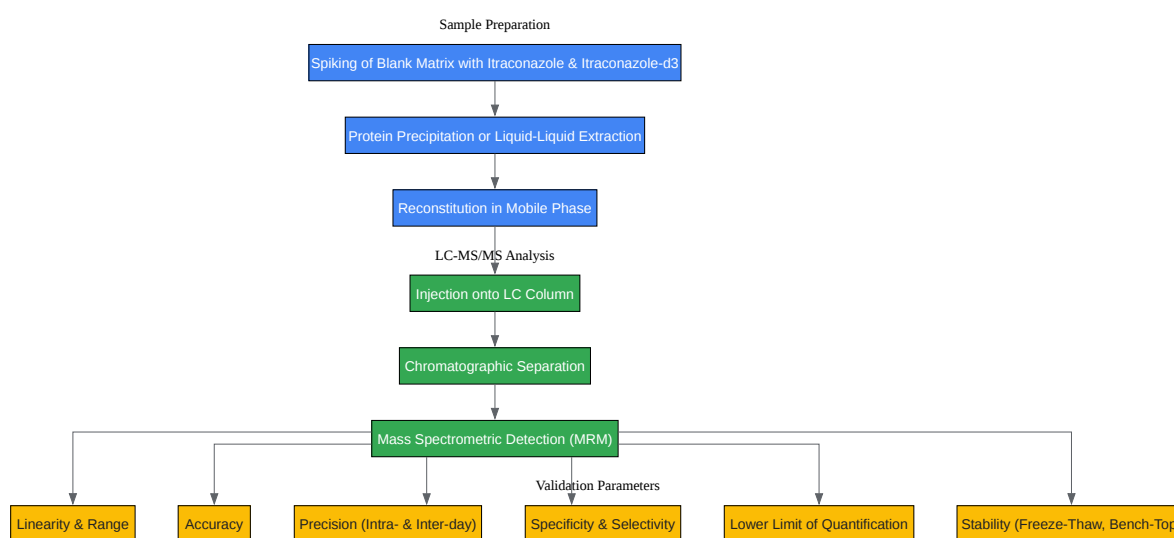 Sample Preparation
Spiking of Blank Matrix with Itraconazole & Itraconazole-d3
Protein Precipitation or Liquid-Liquid Extraction
Reconstitution in Mobile Phase
LC-MS/MS Analysis
Injection onto LC Column
Chromatographic Separation
Mass Spectrometric Detection (MRM)
Validation Parameters
Linearity & Range
Accuracy
Precision (Intra- & Inter-day)
Specificity & Selectivity
Lower Limit of Quantification
Stability (Freeze-Thaw, Bench-Top